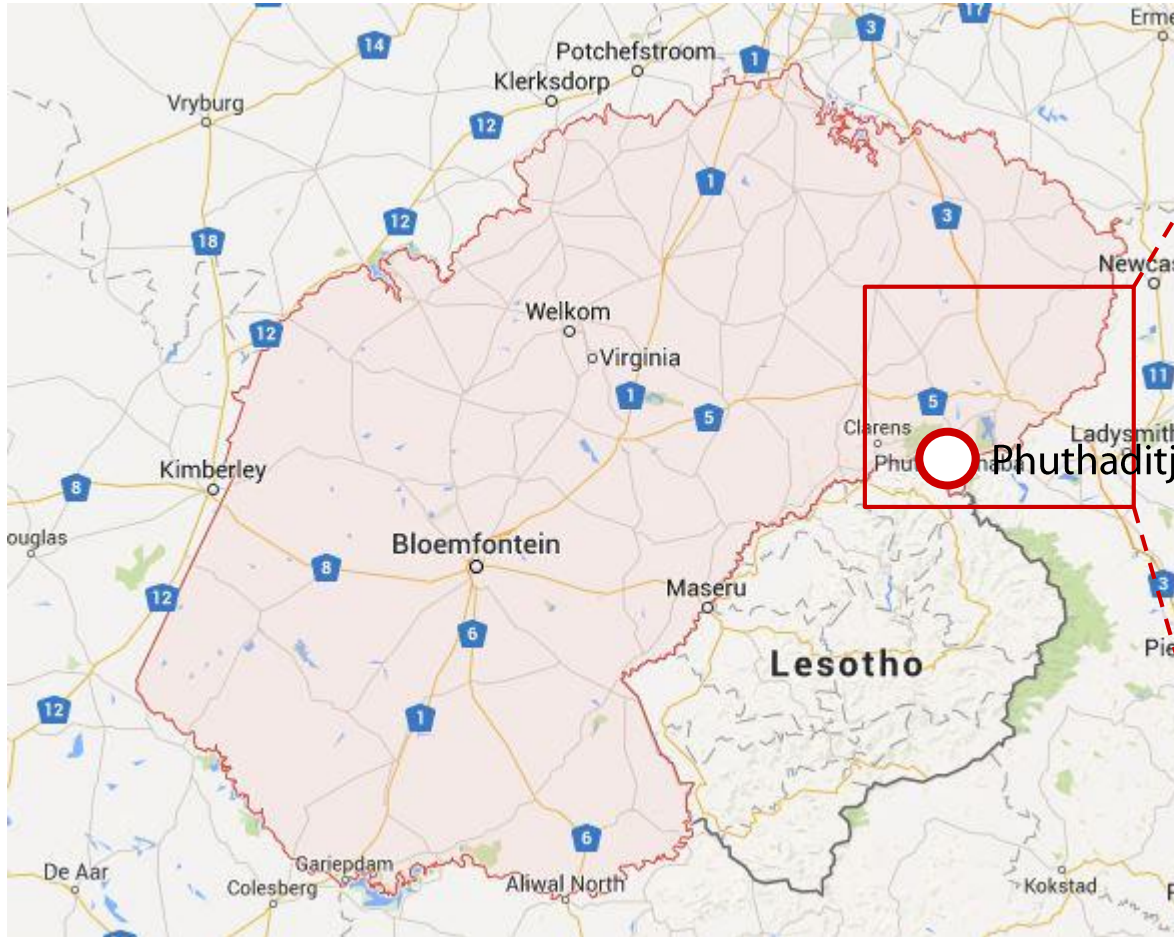 17
3
Erme
14
Potchefstroom
1
Klerksdorp
Vryburg
12
1
12
3
18
Newcas
Welkom
12
Virginia
11
1
5
5
Clarens
Ladysmith
Phuthaditj
Kimberley
8
ouglas
Bloemfontein
8
3
12
Maseru
6
Pie
Lesotho
12
1
6
De Aar
Gariepdam
Colesberg
Aliwal North
Kokstad